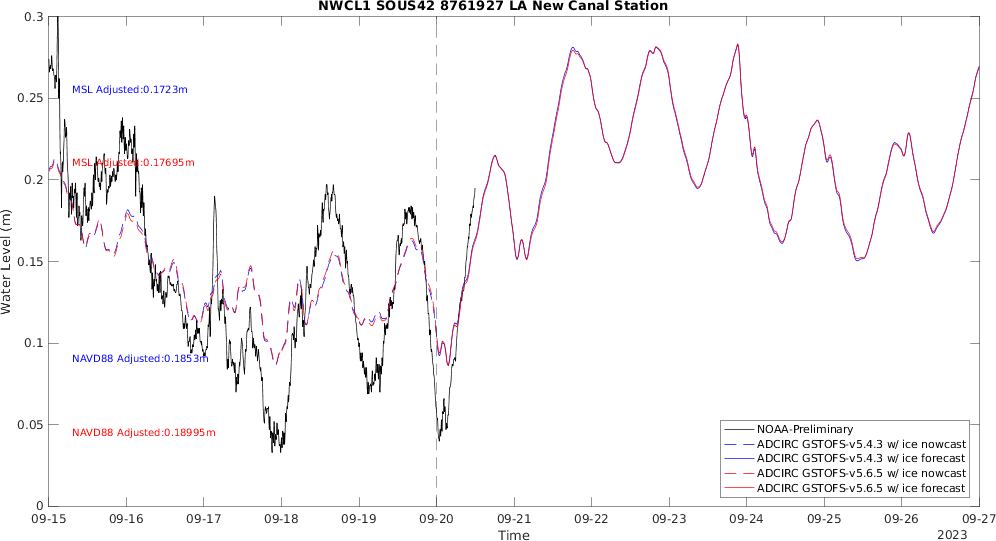 NWCL1 SOUS42 8761927 LA New Canal Station
0.3
0.25
0.2
0.15
0.1
0.05
0
Water Level (m)
MSL Adjusted:0.1723m
MSL Adjusted:0.17695m
NAVD88 Adjusted:0.1853m
NAVD88 Adjusted:0.18995m
NOAA-Preliminary
ADCIRC GSTOFS-v5.4.3 w/ ice nowcast
ADCIRC GSTOFS-v5.4.3 w/ ice forecast
ADCIRC GSTOFS-v5.6.5 w/ ice nowcast
ADCIRC GSTOFS-v5.6.5 w/ ice forecast
09-15 09-16 09-17 09-18 09-19 09-20 09-21 09-22 09-23 09-24 09-25 09-26 09-27
Time
2023